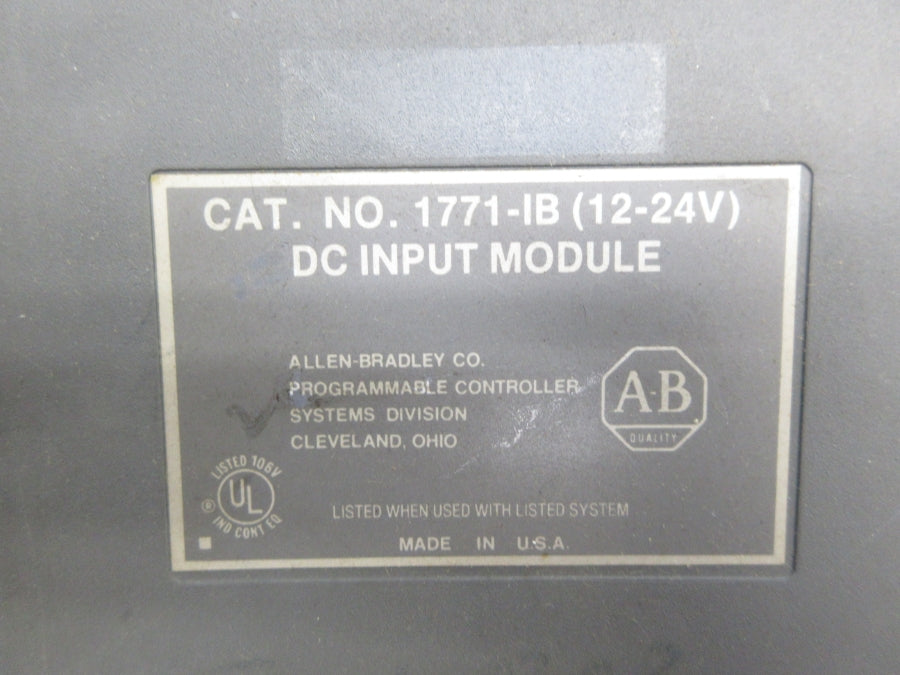 CAT. NO. 1771-IB (12-24V)
DC INPUT MODULE
ALLEN-BRADLEY CO.
PROGRAMMABLE CONTROLLER
SYSTEMS DIVISION
CLEVELAND, OHIO
A-B
QUALITY
LISTED 106V
UL
®
IND CONT EQ
LISTED WHEN USED WITH LISTED SYSTEM
MADE IN U.S.A.